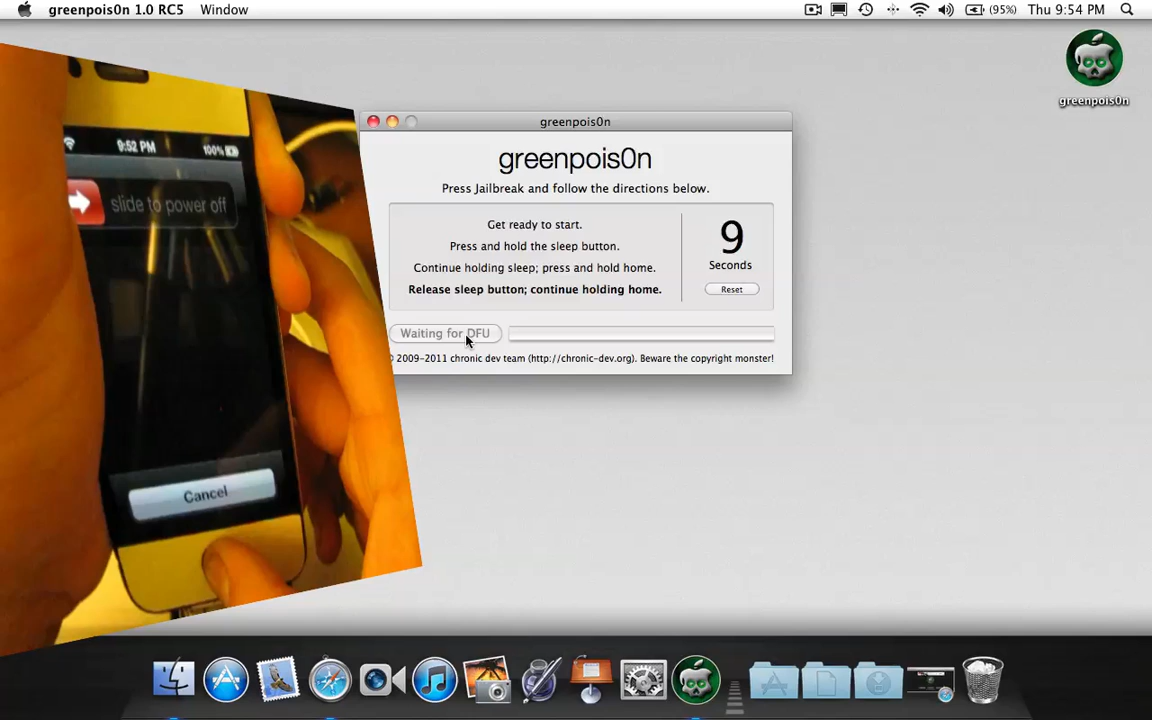 greenpois0n 1.0 RC5 Window (95%) Thu 9:54 PM
greenpois0n
9:52 PM 100%
slide to power off
Cancel
greenpois0n
greenpois0n
Press Jailbreak and follow the directions below.
Get ready to start.
Press and hold the sleep button.
Continue holding sleep; press and hold home.
Release sleep button; continue holding home.
9
Seconds
Reset
Waiting for DFU
© 2009-2011 chronic dev team (http://chronic-dev.org). Beware the copyright monster!